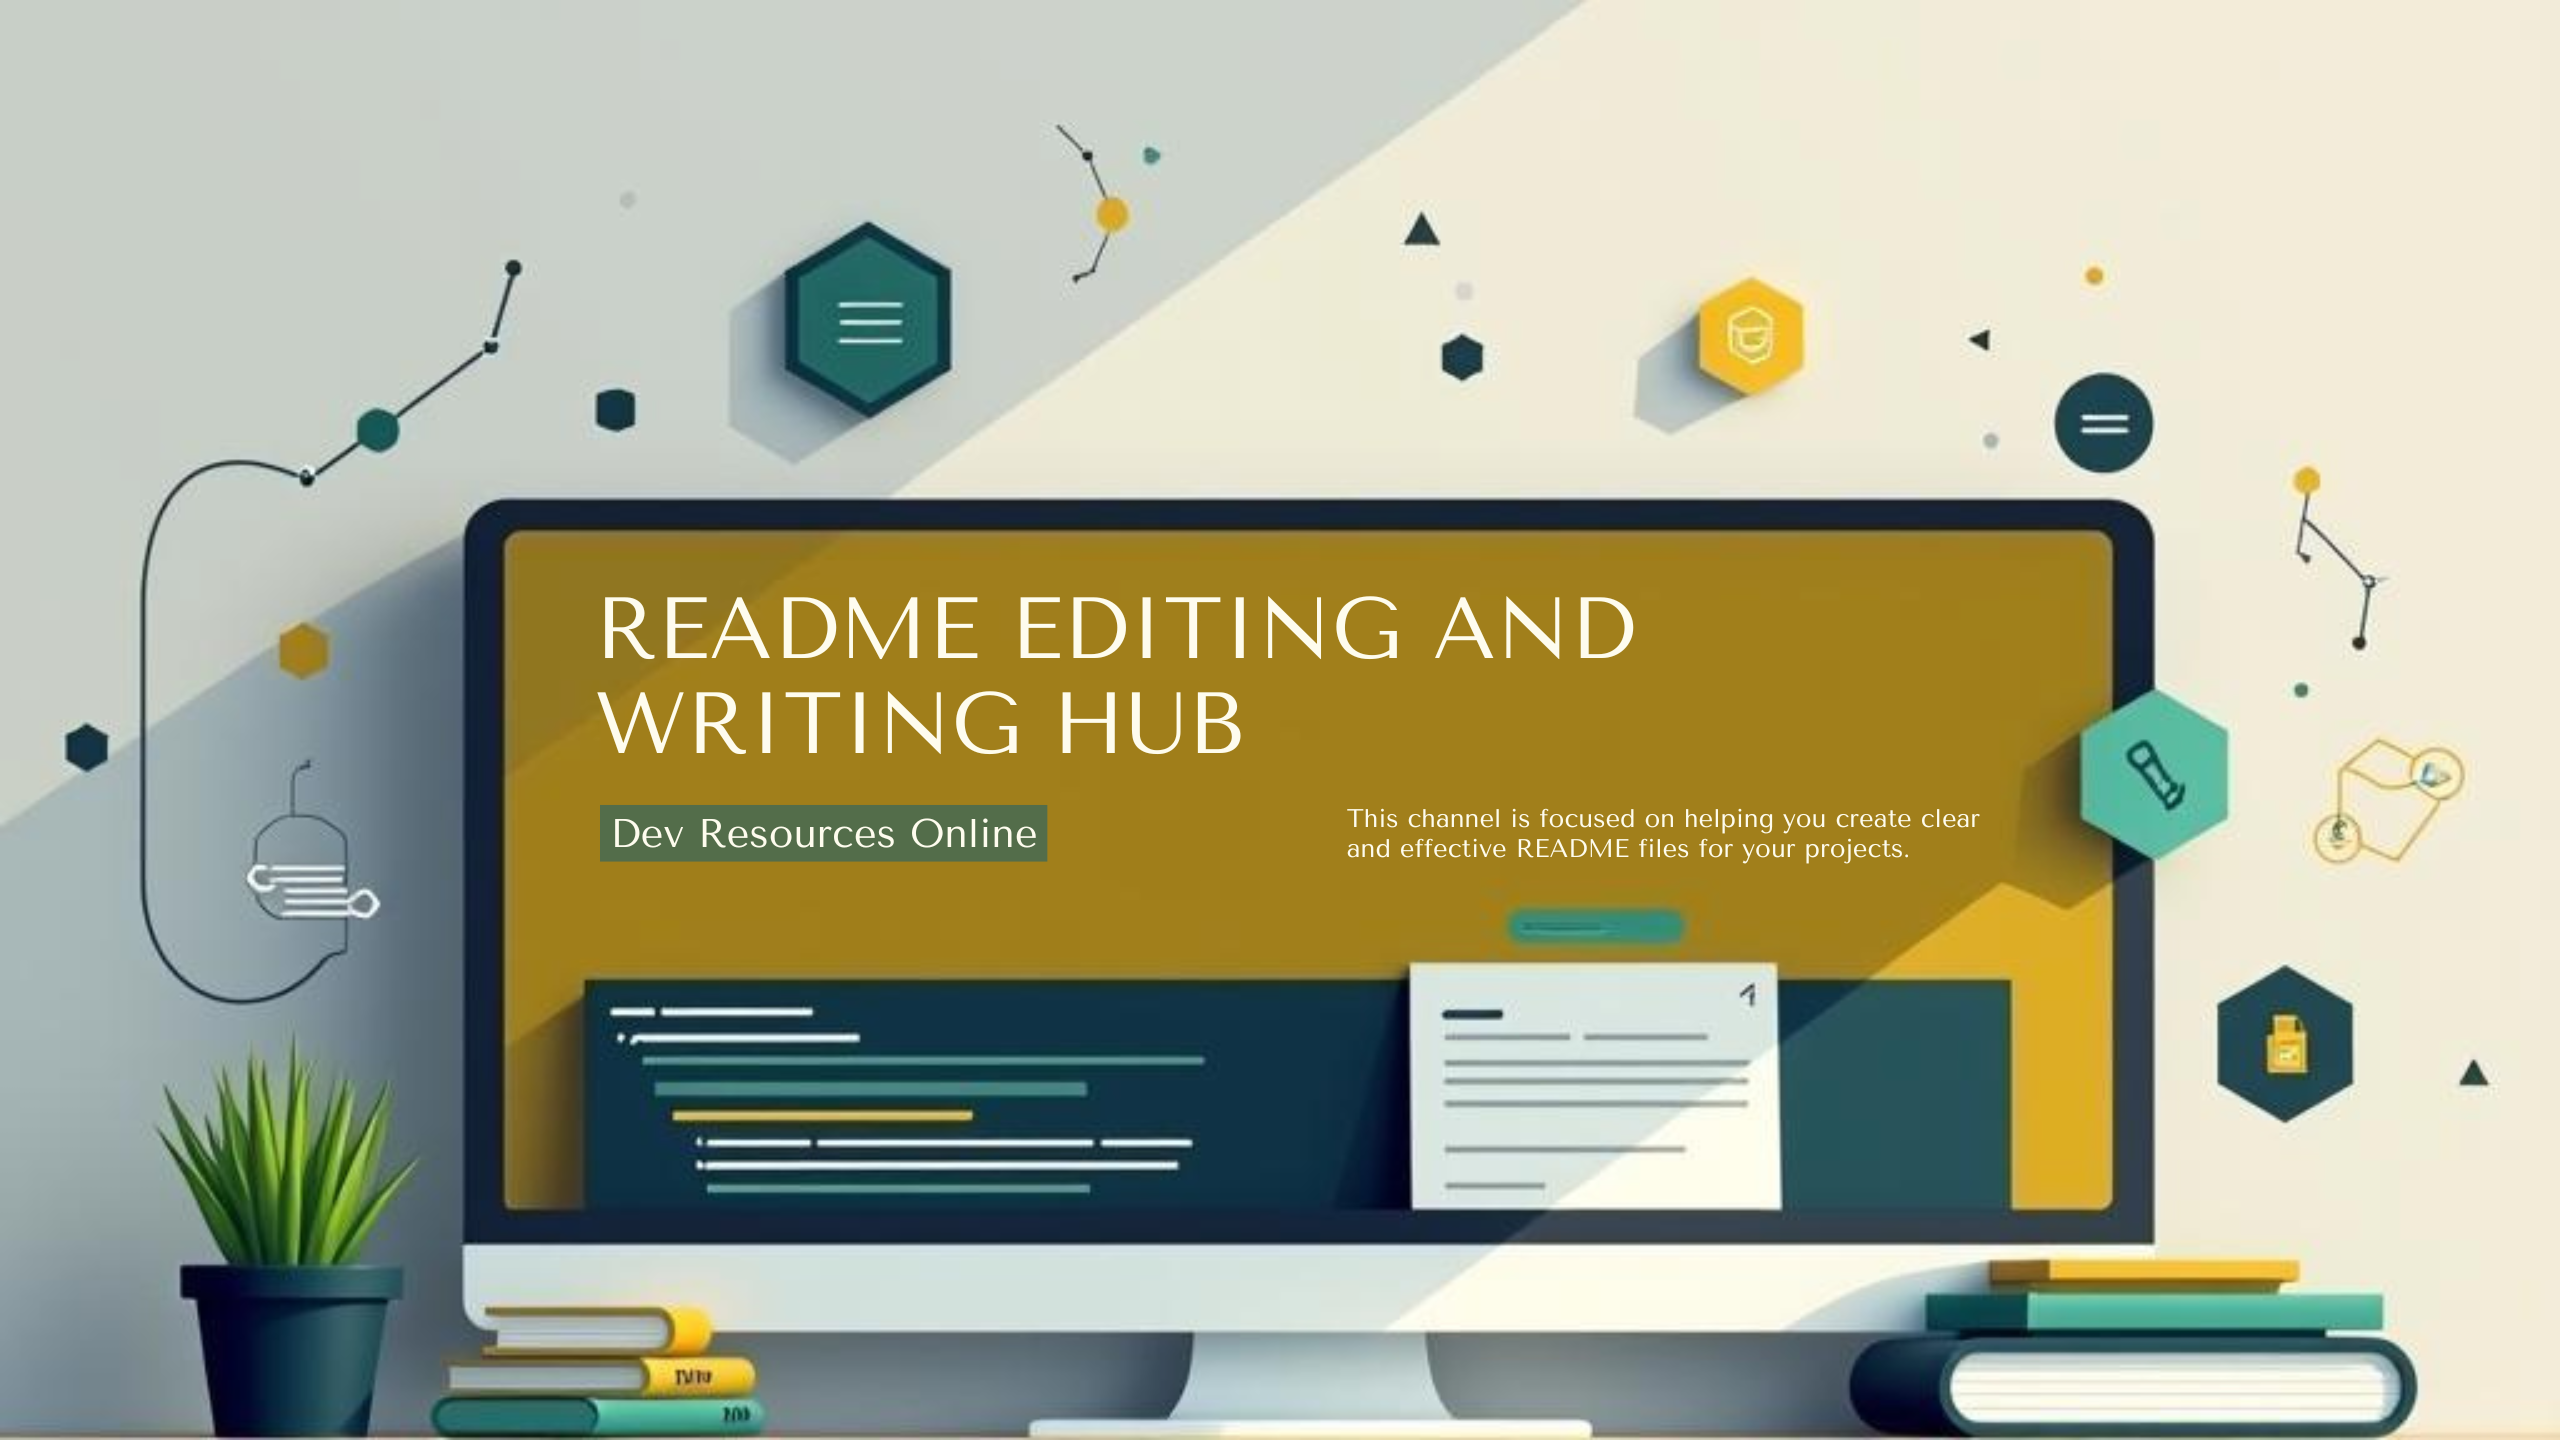 README EDITING AND
WRITING HUB
Dev Resources Online
This channel is focused on helping you create clear
and effective README files for your projects.